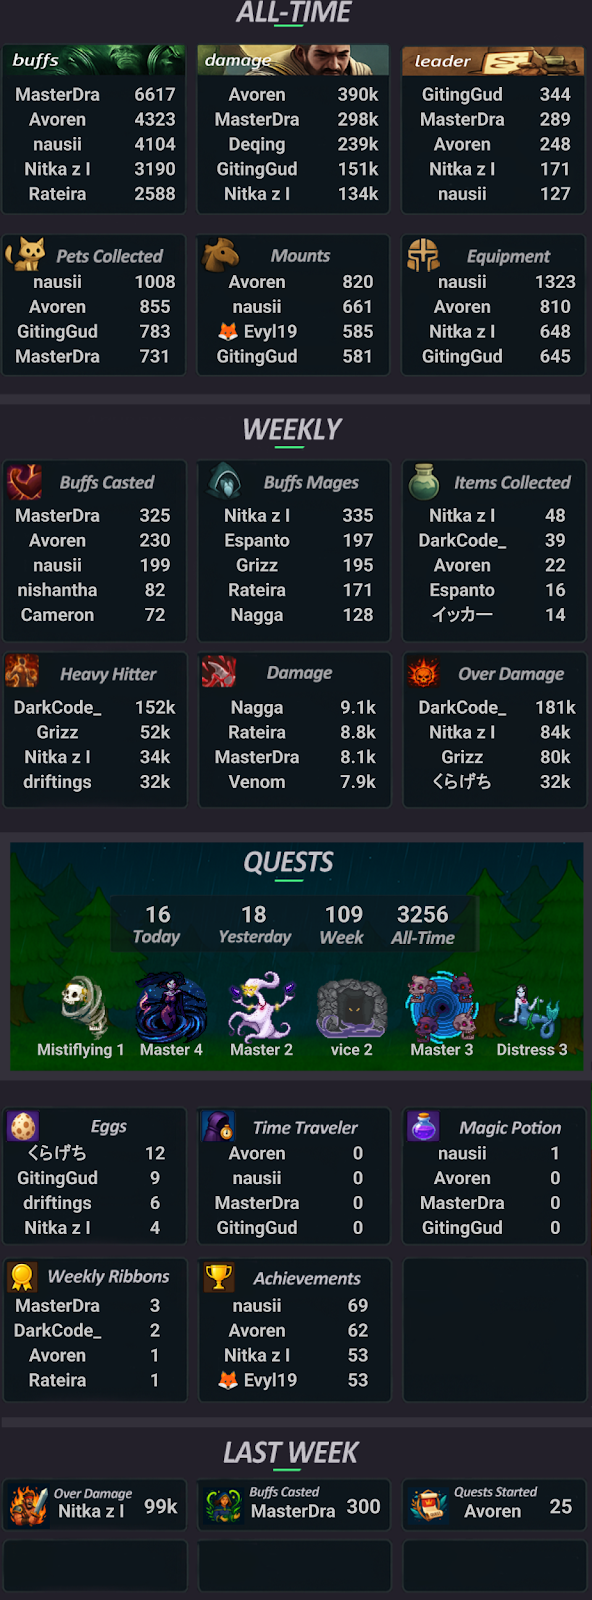 ALL-TIME
buffs
MasterDra 6617
Avoren 4323
nausii 4104
Nitka z I 3190
Rateira 2588
damage
Avoren 390k
MasterDra 298k
Deqing 239k
GitingGud 151k
Nitka z I 134k
leader
GitingGud 344
MasterDra 289
Avoren 248
Nitka z I 171
nausii 127
Pets Collected
nausii 1008
Avoren 855
GitingGud 783
MasterDra 731
Mounts
Avoren 820
nausii 661
🦊 Evyl19 585
GitingGud 581
Equipment
nausii 1323
Avoren 810
Nitka z I 648
GitingGud 645
WEEKLY
Buffs Casted
MasterDra 325
Avoren 230
nausii 199
nishantha 82
Cameron 72
Buffs Mages
Nitka z I 335
Espanto 197
Grizz 195
Rateira 171
Nagga 128
Items Collected
Nitka z I 48
DarkCode_ 39
Avoren 22
Espanto 16
イッカー 14
Heavy Hitter
DarkCode_ 152k
Grizz 52k
Nitka z I 34k
driftings 32k
Damage
Nagga 9.1k
Rateira 8.8k
MasterDra 8.1k
Venom 7.9k
Over Damage
DarkCode_ 181k
Nitka z I 84k
Grizz 80k
くらげち 32k
QUESTS
16 18 109 3256
Today Yesterday Week All-Time
Mistiflying 1 Master 4 Master 2 vice 2 Master 3 Distress 3
Eggs
くらげち 12
GitingGud 9
driftings 6
Nitka z I 4
Time Traveler
Avoren 0
nausii 0
MasterDra 0
GitingGud 0
Magic Potion
nausii 1
Avoren 0
MasterDra 0
GitingGud 0
Weekly Ribbons
MasterDra 3
DarkCode_ 2
Avoren 1
Rateira 1
Achievements
nausii 69
Avoren 62
Nitka z I 53
🦊 Evyl19 53
LAST WEEK
Over Damage
Nitka z I 99k
Buffs Casted
MasterDra 300
Quests Started
Avoren 25